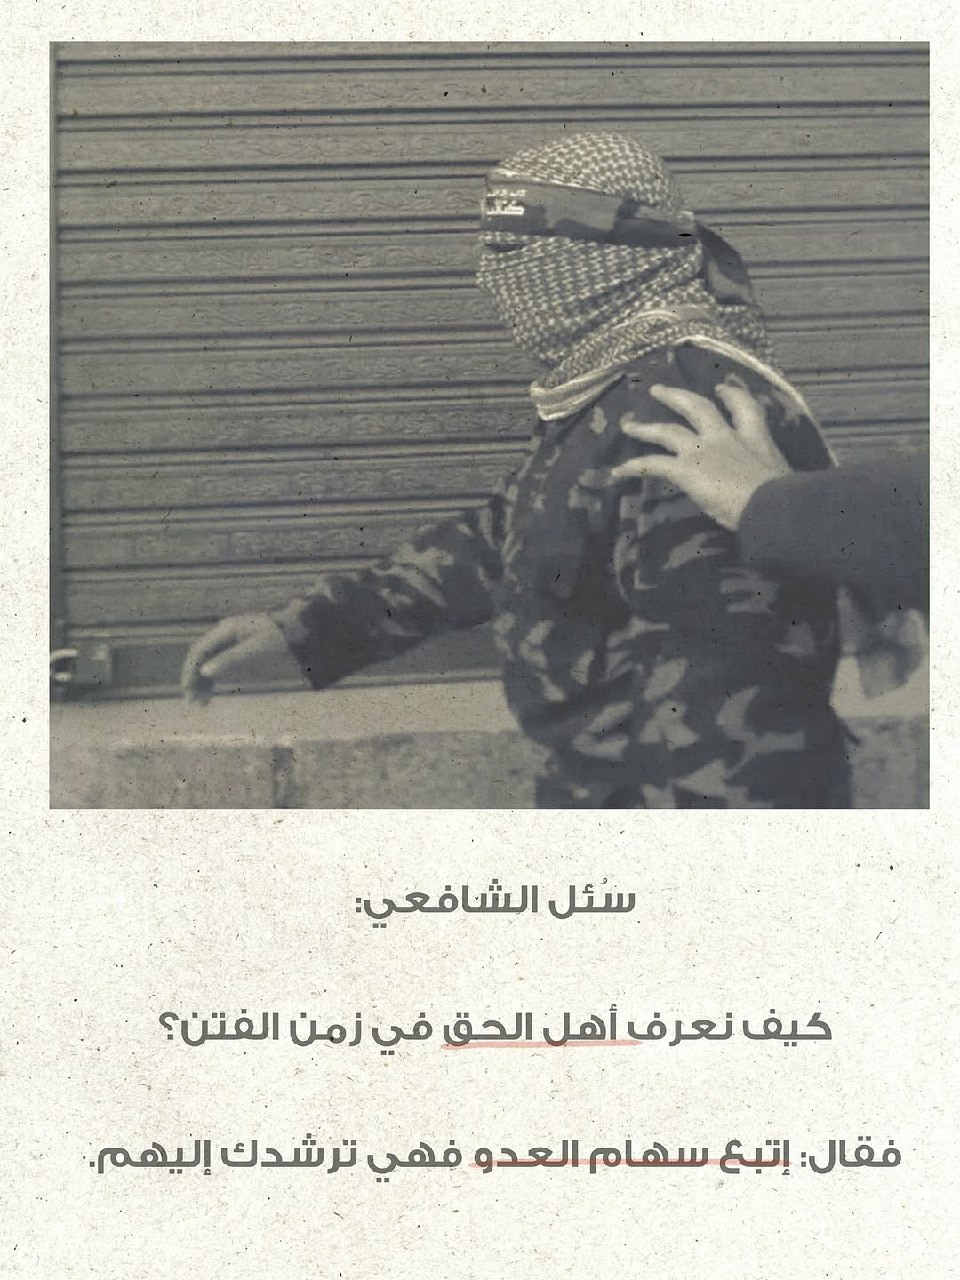 سُئل الشافعي:
كيف نعرف أهل الحق في زمن الفتن؟
فقال: إتبع سهام العدو فهي ترشدك إليهم.